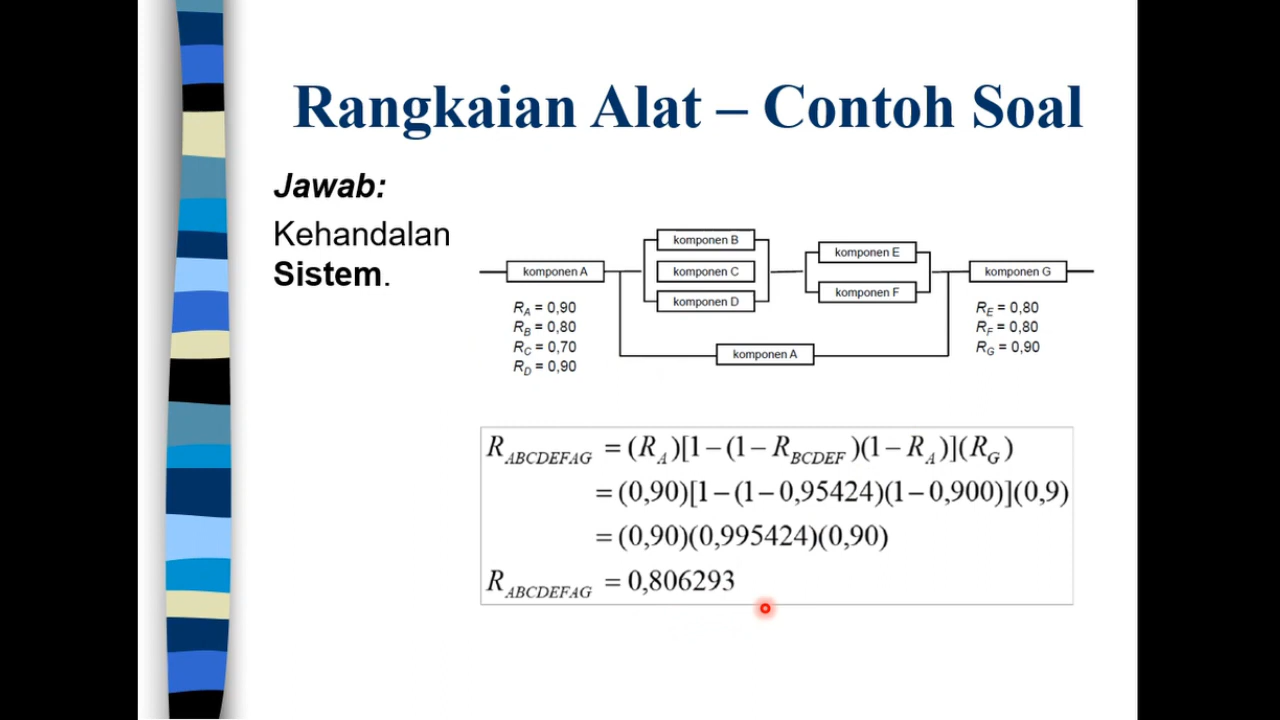 Rangkaian Alat – Contoh Soal
Jawab:
Kehandalan
Sistem.
komponen A
komponen B
komponen C
komponen D
komponen E
komponen F
komponen G
komponen A
R_A = 0,90
R_B = 0,80
R_C = 0,70
R_D = 0,90
R_E = 0,80
R_F = 0,80
R_G = 0,90
R_ABCDEFAG = (R_A)[1−(1−R_BCDEF)(1−R_A)](R_G)
= (0,90)[1−(1−0,95424)(1−0,900)](0,9)
= (0,90)(0,995424)(0,90)
R_ABCDEFAG = 0,806293